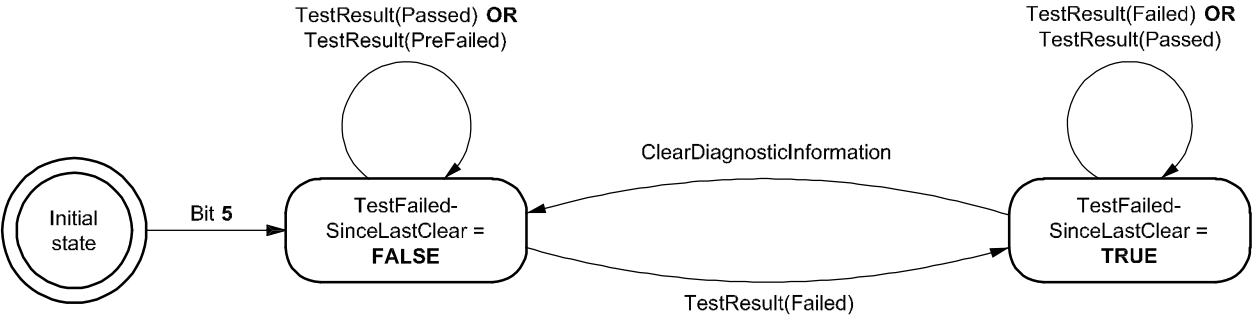 TestResult(Passed) OR
TestResult(PreFailed)
TestResult(Failed) OR
TestResult(Passed)
ClearDiagnosticInformation
Initial
state
Bit 5
TestFailed-
SinceLastClear =
FALSE
TestFailed-
SinceLastClear =
TRUE
TestResult(Failed)